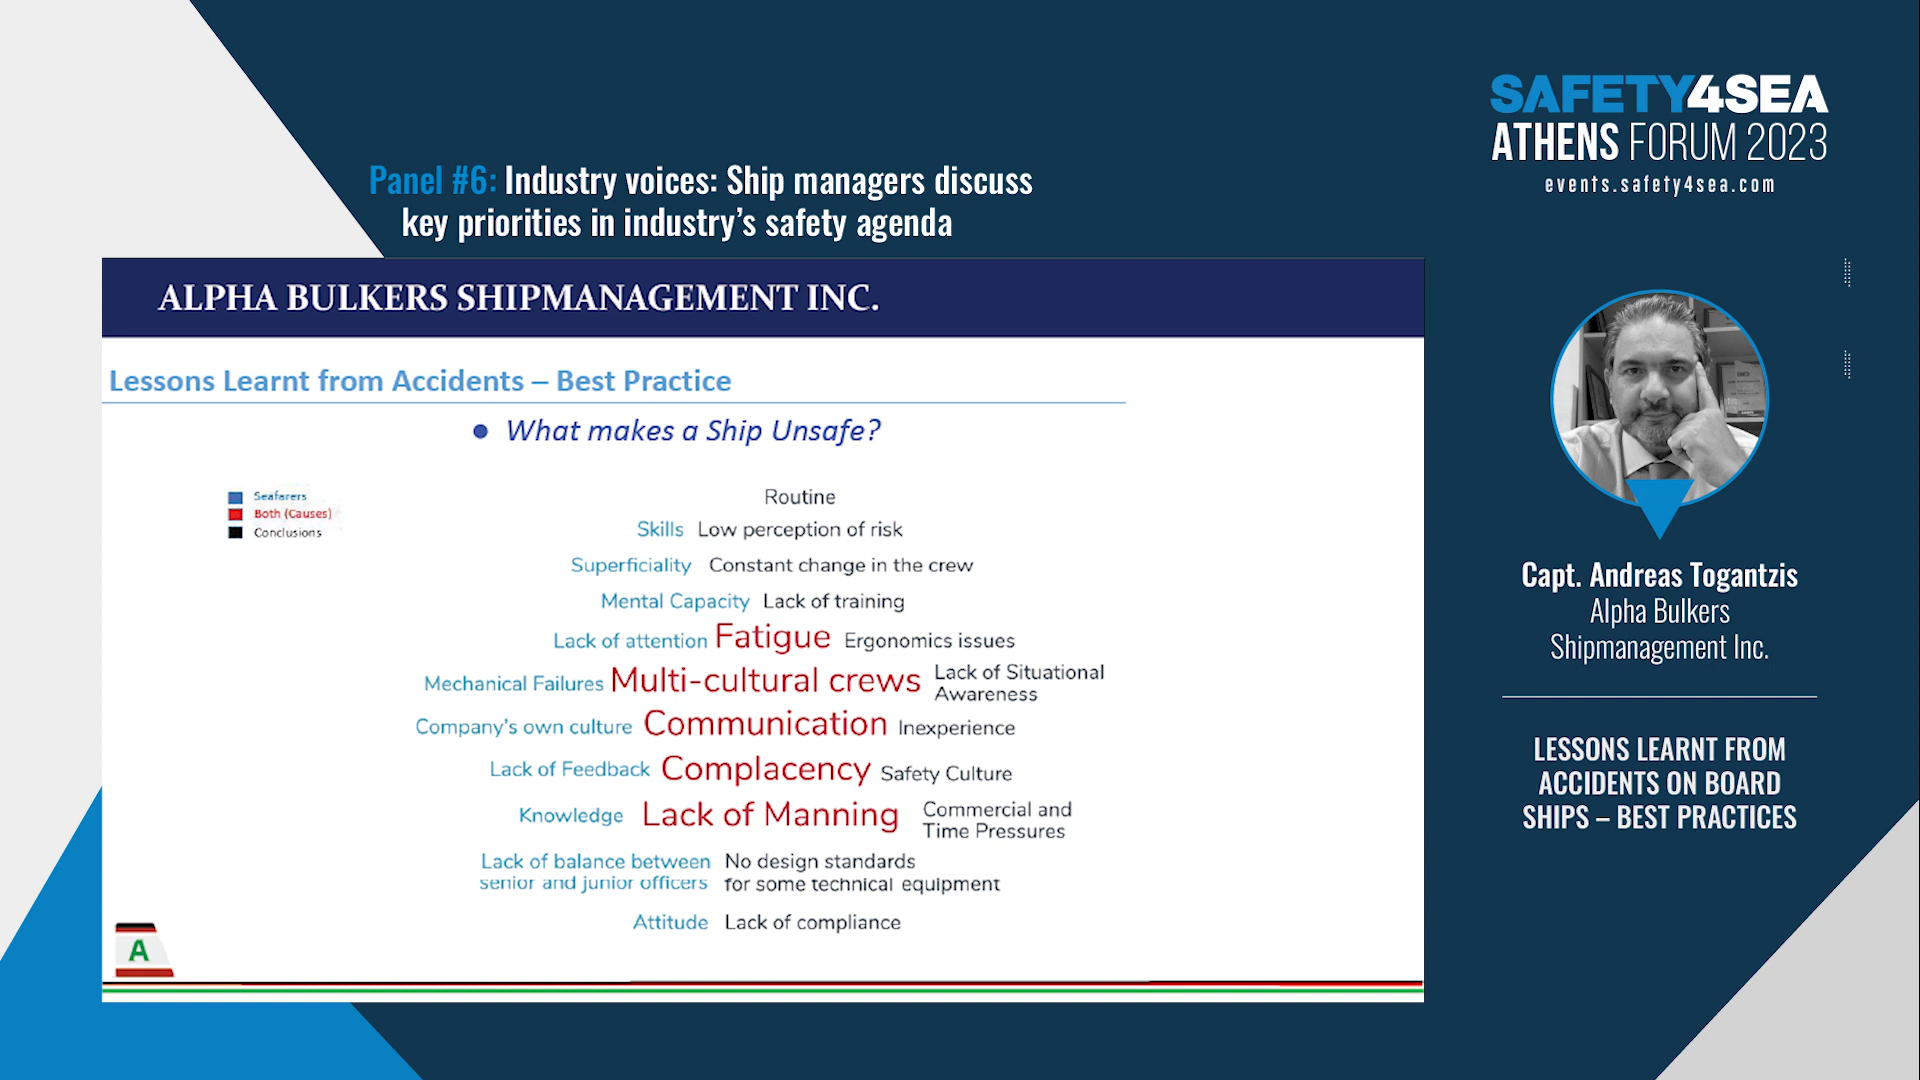 SAFETY4SEA
ATHENS FORUM 2023
events.safety4sea.com
Panel #6: Industry voices: Ship managers discuss
key priorities in industry's safety agenda
ALPHA BULKERS SHIPMANAGEMENT INC.
Lessons Learnt from Accidents – Best Practice
● What makes a Ship Unsafe?
Seafarers
Both (Causes)
Conclusions
Routine
Skills Low perception of risk
Superficiality Constant change in the crew
Mental Capacity Lack of training
Lack of attention Fatigue Ergonomics issues
Mechanical Failures Multi-cultural crews Lack of Situational
Awareness
Company's own culture Communication Inexperience
Lack of Feedback Complacency Safety Culture
Knowledge Lack of Manning Commercial and
Time Pressures
Lack of balance between No design standards
senior and junior officers for some technical equipment
Attitude Lack of compliance
A
Capt. Andreas Togantzis
Alpha Bulkers
Shipmanagement Inc.
LESSONS LEARNT FROM
ACCIDENTS ON BOARD
SHIPS – BEST PRACTICES